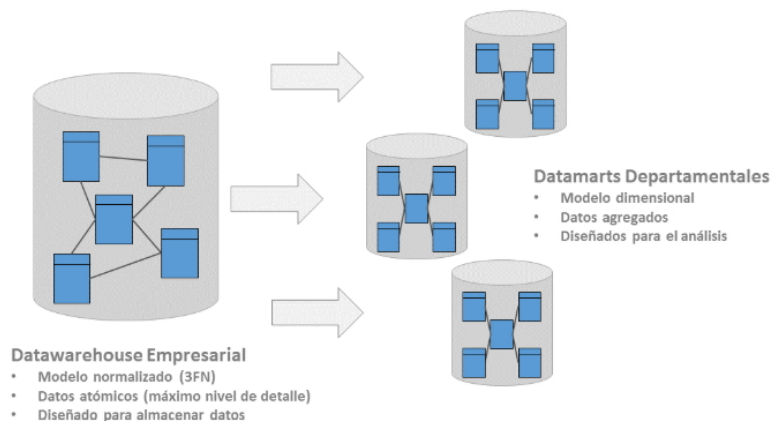 Datamarts Departamentales
• Modelo dimensional
• Datos agregados
• Diseñados para el análisis
Datawarehouse Empresarial
• Modelo normalizado (3FN)
• Datos atómicos (máximo nivel de detalle)
• Diseñado para almacenar datos